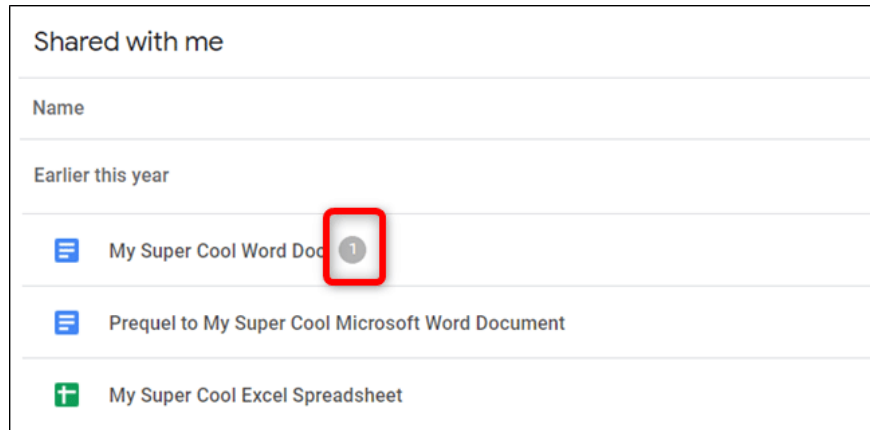 Shared with me
Name
Earlier this year
My Super Cool Word Doc 1
Prequel to My Super Cool Microsoft Word Document
My Super Cool Excel Spreadsheet